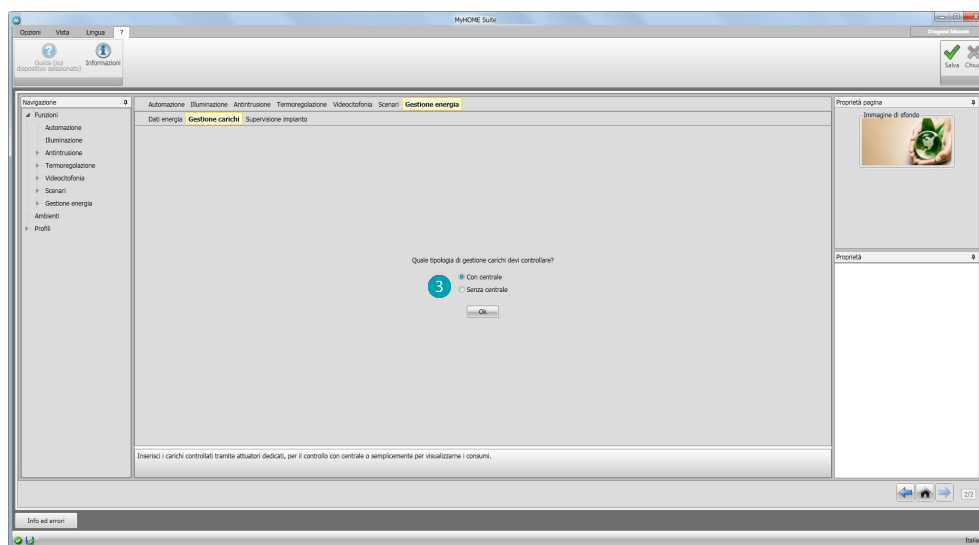 MyHOME Suite
Opzioni Vista Lingua ?
Guida (sul dispositivo selezionato)
Informazioni
Salva
Navigazione
Funzioni
Automazione
Illuminazione
Antintrusione
Termoregolazione
Videocitofonia
Scenari
Gestione energia
Ambienti
Profili
Automazione Illuminazione Antintrusione Termoregolazione Videocitofonia Scenari Gestione energia
Dati energia Gestione carichi Supervisione impianto
Quale tipologia di gestione carichi devi controllare?
3
Con centrale
Senza centrale
Ok
Inserisci i carichi controllati tramite attuatori dedicati, per il controllo con centrale o semplicemente per visualizzarne i consumi.
Proprietà pagina
Immagine di sfondo
Proprietà
2/2
Info ed errori